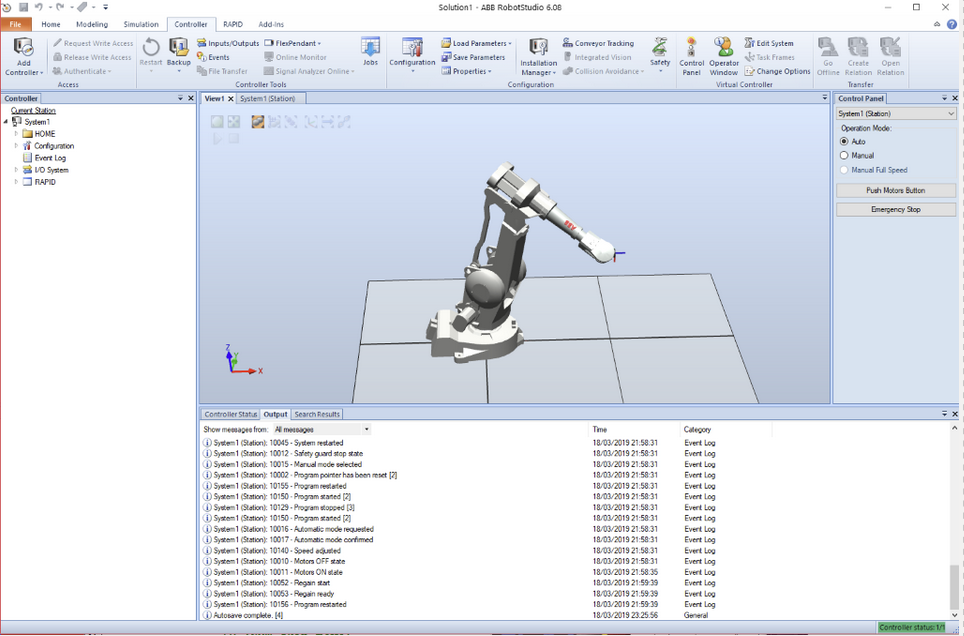 Solution1 - ABB RobotStudio 6.08
File Home Modeling Simulation Controller RAPID Add-Ins
Add Controller
Request Write Access
Release Write Access
Authenticate
Access
Restart Backup
Inputs/Outputs
Events
File Transfer
FlexPendant
Online Monitor
Signal Analyzer Online
Jobs
Controller Tools
Configuration
Load Parameters
Save Parameters
Properties
Installation Manager
Conveyor Tracking
Integrated Vision
Collision Avoidance
Safety
Configuration
Control Panel
Operator Window
Edit System
Task Frames
Change Options
Virtual Controller
Go Offline
Create Relation
Open Relation
Transfer
Controller
Current Station
System1
HOME
Configuration
Event Log
I/O System
RAPID
View1 System1 (Station)
ABB
Z
Y
X
Control Panel
System1 (Station)
Operation Mode:
Auto
Manual
Manual Full Speed
Push Motors Button
Emergency Stop
Controller Status Output Search Results
Show messages from: All messages Time Category
System1 (Station): 10045 - System restarted 18/03/2019 21:58:31 Event Log
System1 (Station): 10012 - Safety guard stop state 18/03/2019 21:58:31 Event Log
System1 (Station): 10015 - Manual mode selected 18/03/2019 21:58:31 Event Log
System1 (Station): 10002 - Program pointer has been reset [2] 18/03/2019 21:58:31 Event Log
System1 (Station): 10155 - Program restarted 18/03/2019 21:58:31 Event Log
System1 (Station): 10150 - Program started [2] 18/03/2019 21:58:31 Event Log
System1 (Station): 10129 - Program stopped [3] 18/03/2019 21:58:31 Event Log
System1 (Station): 10150 - Program started [2] 18/03/2019 21:58:31 Event Log
System1 (Station): 10016 - Automatic mode requested 18/03/2019 21:58:31 Event Log
System1 (Station): 10017 - Automatic mode confirmed 18/03/2019 21:58:31 Event Log
System1 (Station): 10140 - Speed adjusted 18/03/2019 21:58:31 Event Log
System1 (Station): 10010 - Motors OFF state 18/03/2019 21:58:31 Event Log
System1 (Station): 10011 - Motors ON state 18/03/2019 21:58:35 Event Log
System1 (Station): 10052 - Regain start 18/03/2019 21:59:39 Event Log
System1 (Station): 10053 - Regain ready 18/03/2019 21:59:39 Event Log
System1 (Station): 10156 - Program restarted 18/03/2019 21:59:39 Event Log
Autosave complete. [4] 18/03/2019 23:25:56 General
Controller status: 1/1